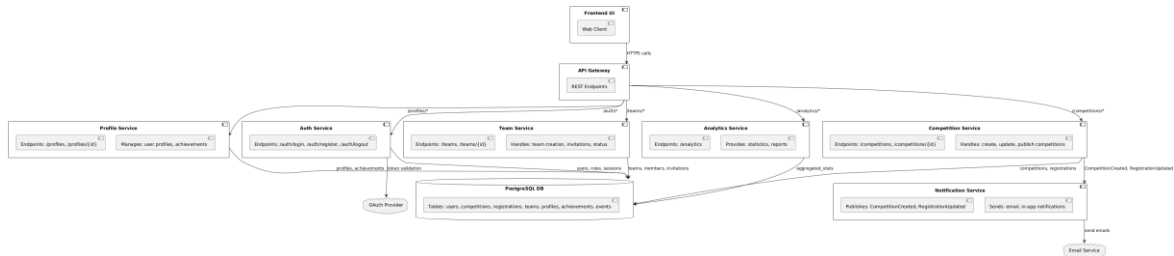 Frontend UI
Web Client
HTTPS calls
API Gateway
REST Endpoints
/profiles/*
/auth/*
/teams/*
/analytics/*
/competitions/*
Profile Service
Endpoints: /profiles, /profiles/{id}
Manages: user profiles, achievements
Auth Service
Endpoints: /auth/login, /auth/register, /auth/logout
Team Service
Endpoints: /teams, /teams/{id}
Handles: team creation, invitations, status
Analytics Service
Endpoints: /analytics
Provides: statistics, reports
Competition Service
Endpoints: /competitions, /competitions/{id}
Handles: create, update, publish competitions
profiles, achievements
token validation
users, roles, sessions
teams, members, invitations
aggregated_stats
competitions, registrations
CompetitionCreated, RegistrationUpdated
OAuth Provider
PostgreSQL DB
Tables: users, competitions, registrations, teams, profiles, achievements, events
Notification Service
Publishes: CompetitionCreated, RegistrationUpdated
Sends: email, in-app notifications
send emails
Email Service